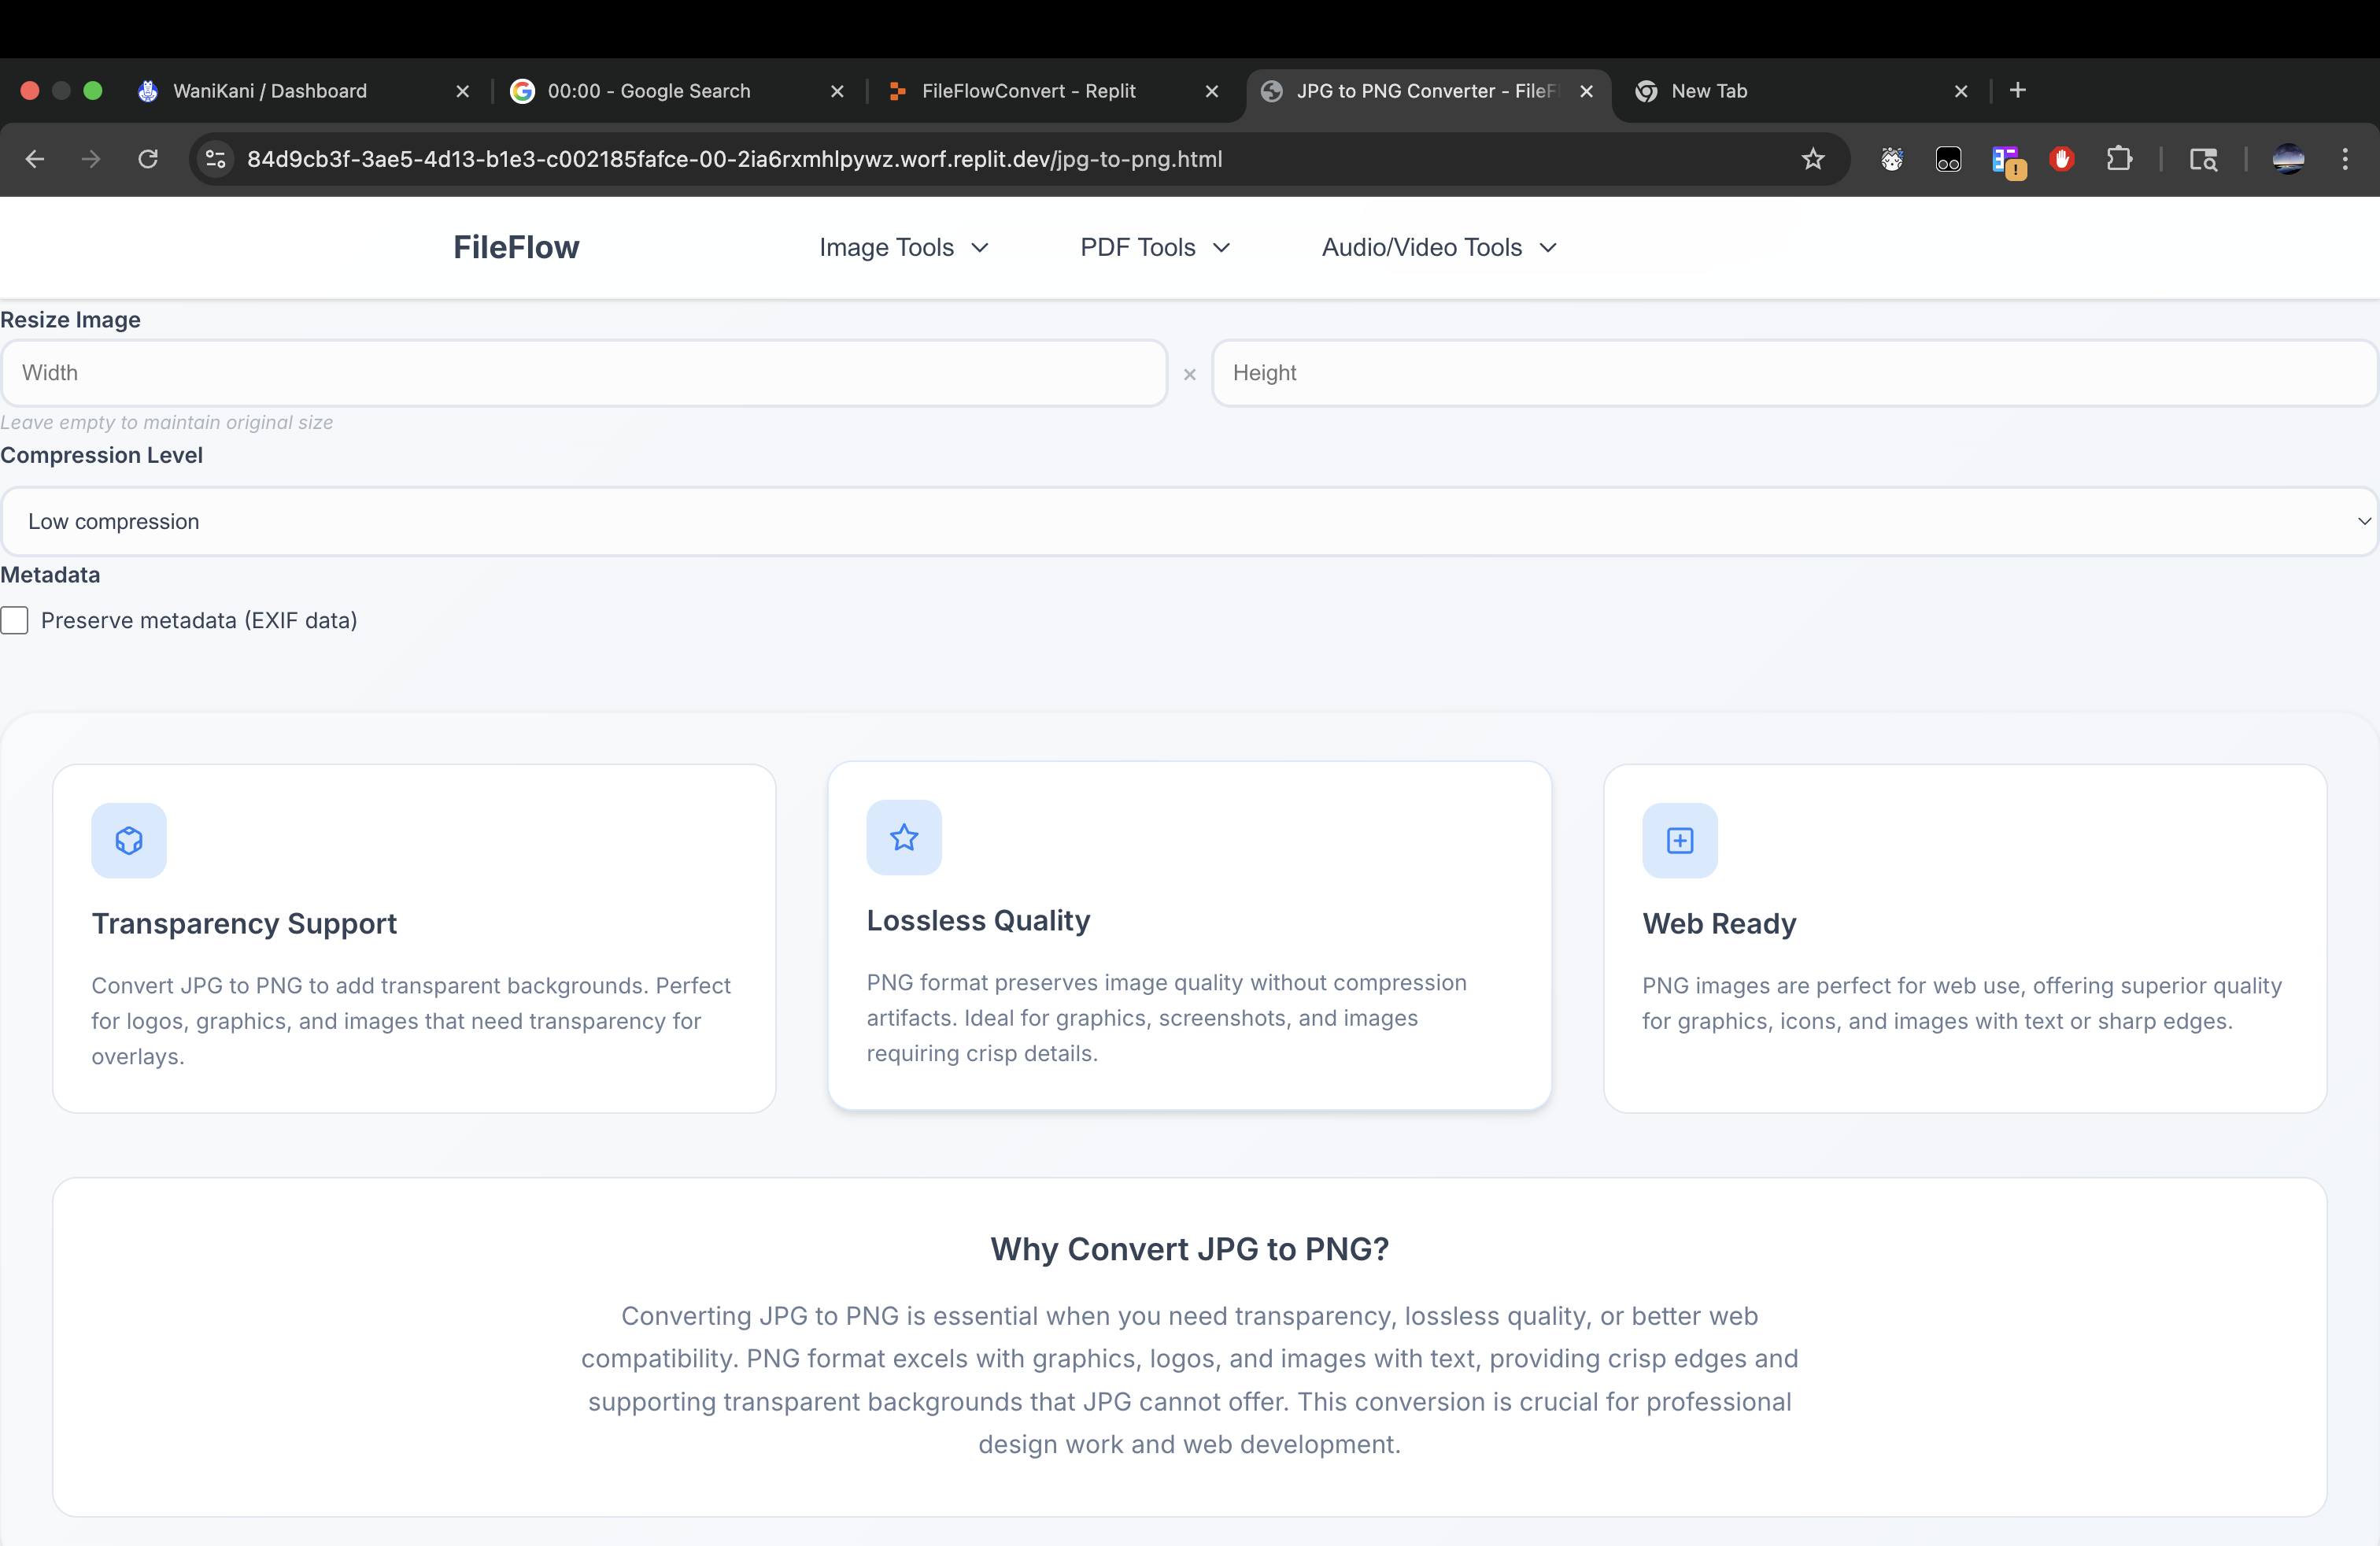 WaniKani / Dashboard
00:00 - Google Search
FileFlowConvert - Replit
JPG to PNG Converter - FileF
New Tab
84d9cb3f-3ae5-4d13-b1e3-c002185fafce-00-2ia6rxmhlpywz.worf.replit.dev/jpg-to-png.html
FileFlow
Image Tools
PDF Tools
Audio/Video Tools
Resize Image
Width
×
Height
Leave empty to maintain original size
Compression Level
Low compression
Metadata
Preserve metadata (EXIF data)
Transparency Support
Convert JPG to PNG to add transparent backgrounds. Perfect
for logos, graphics, and images that need transparency for
overlays.
Lossless Quality
PNG format preserves image quality without compression
artifacts. Ideal for graphics, screenshots, and images
requiring crisp details.
Web Ready
PNG images are perfect for web use, offering superior quality
for graphics, icons, and images with text or sharp edges.
Why Convert JPG to PNG?
Converting JPG to PNG is essential when you need transparency, lossless quality, or better web
compatibility. PNG format excels with graphics, logos, and images with text, providing crisp edges and
supporting transparent backgrounds that JPG cannot offer. This conversion is crucial for professional
design work and web development.